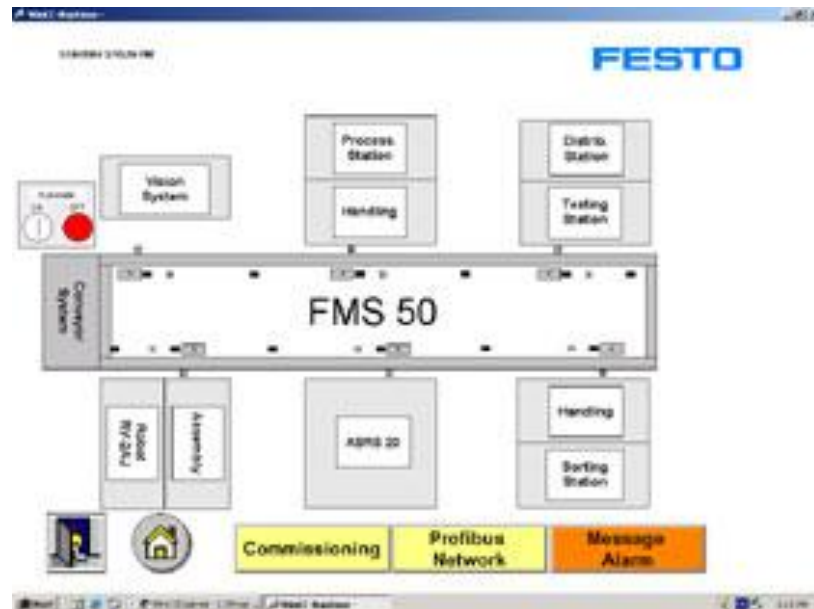 FESTO
Process
Station
Distrib.
Station
Vision
System
Handling
Testing
Station
Conveyor
System
FMS 50
Robot
RV-2AJ
Assembly
ASRS 20
Handling
Sorting
Station
Commissioning
Profibus
Network
Message
Alarm